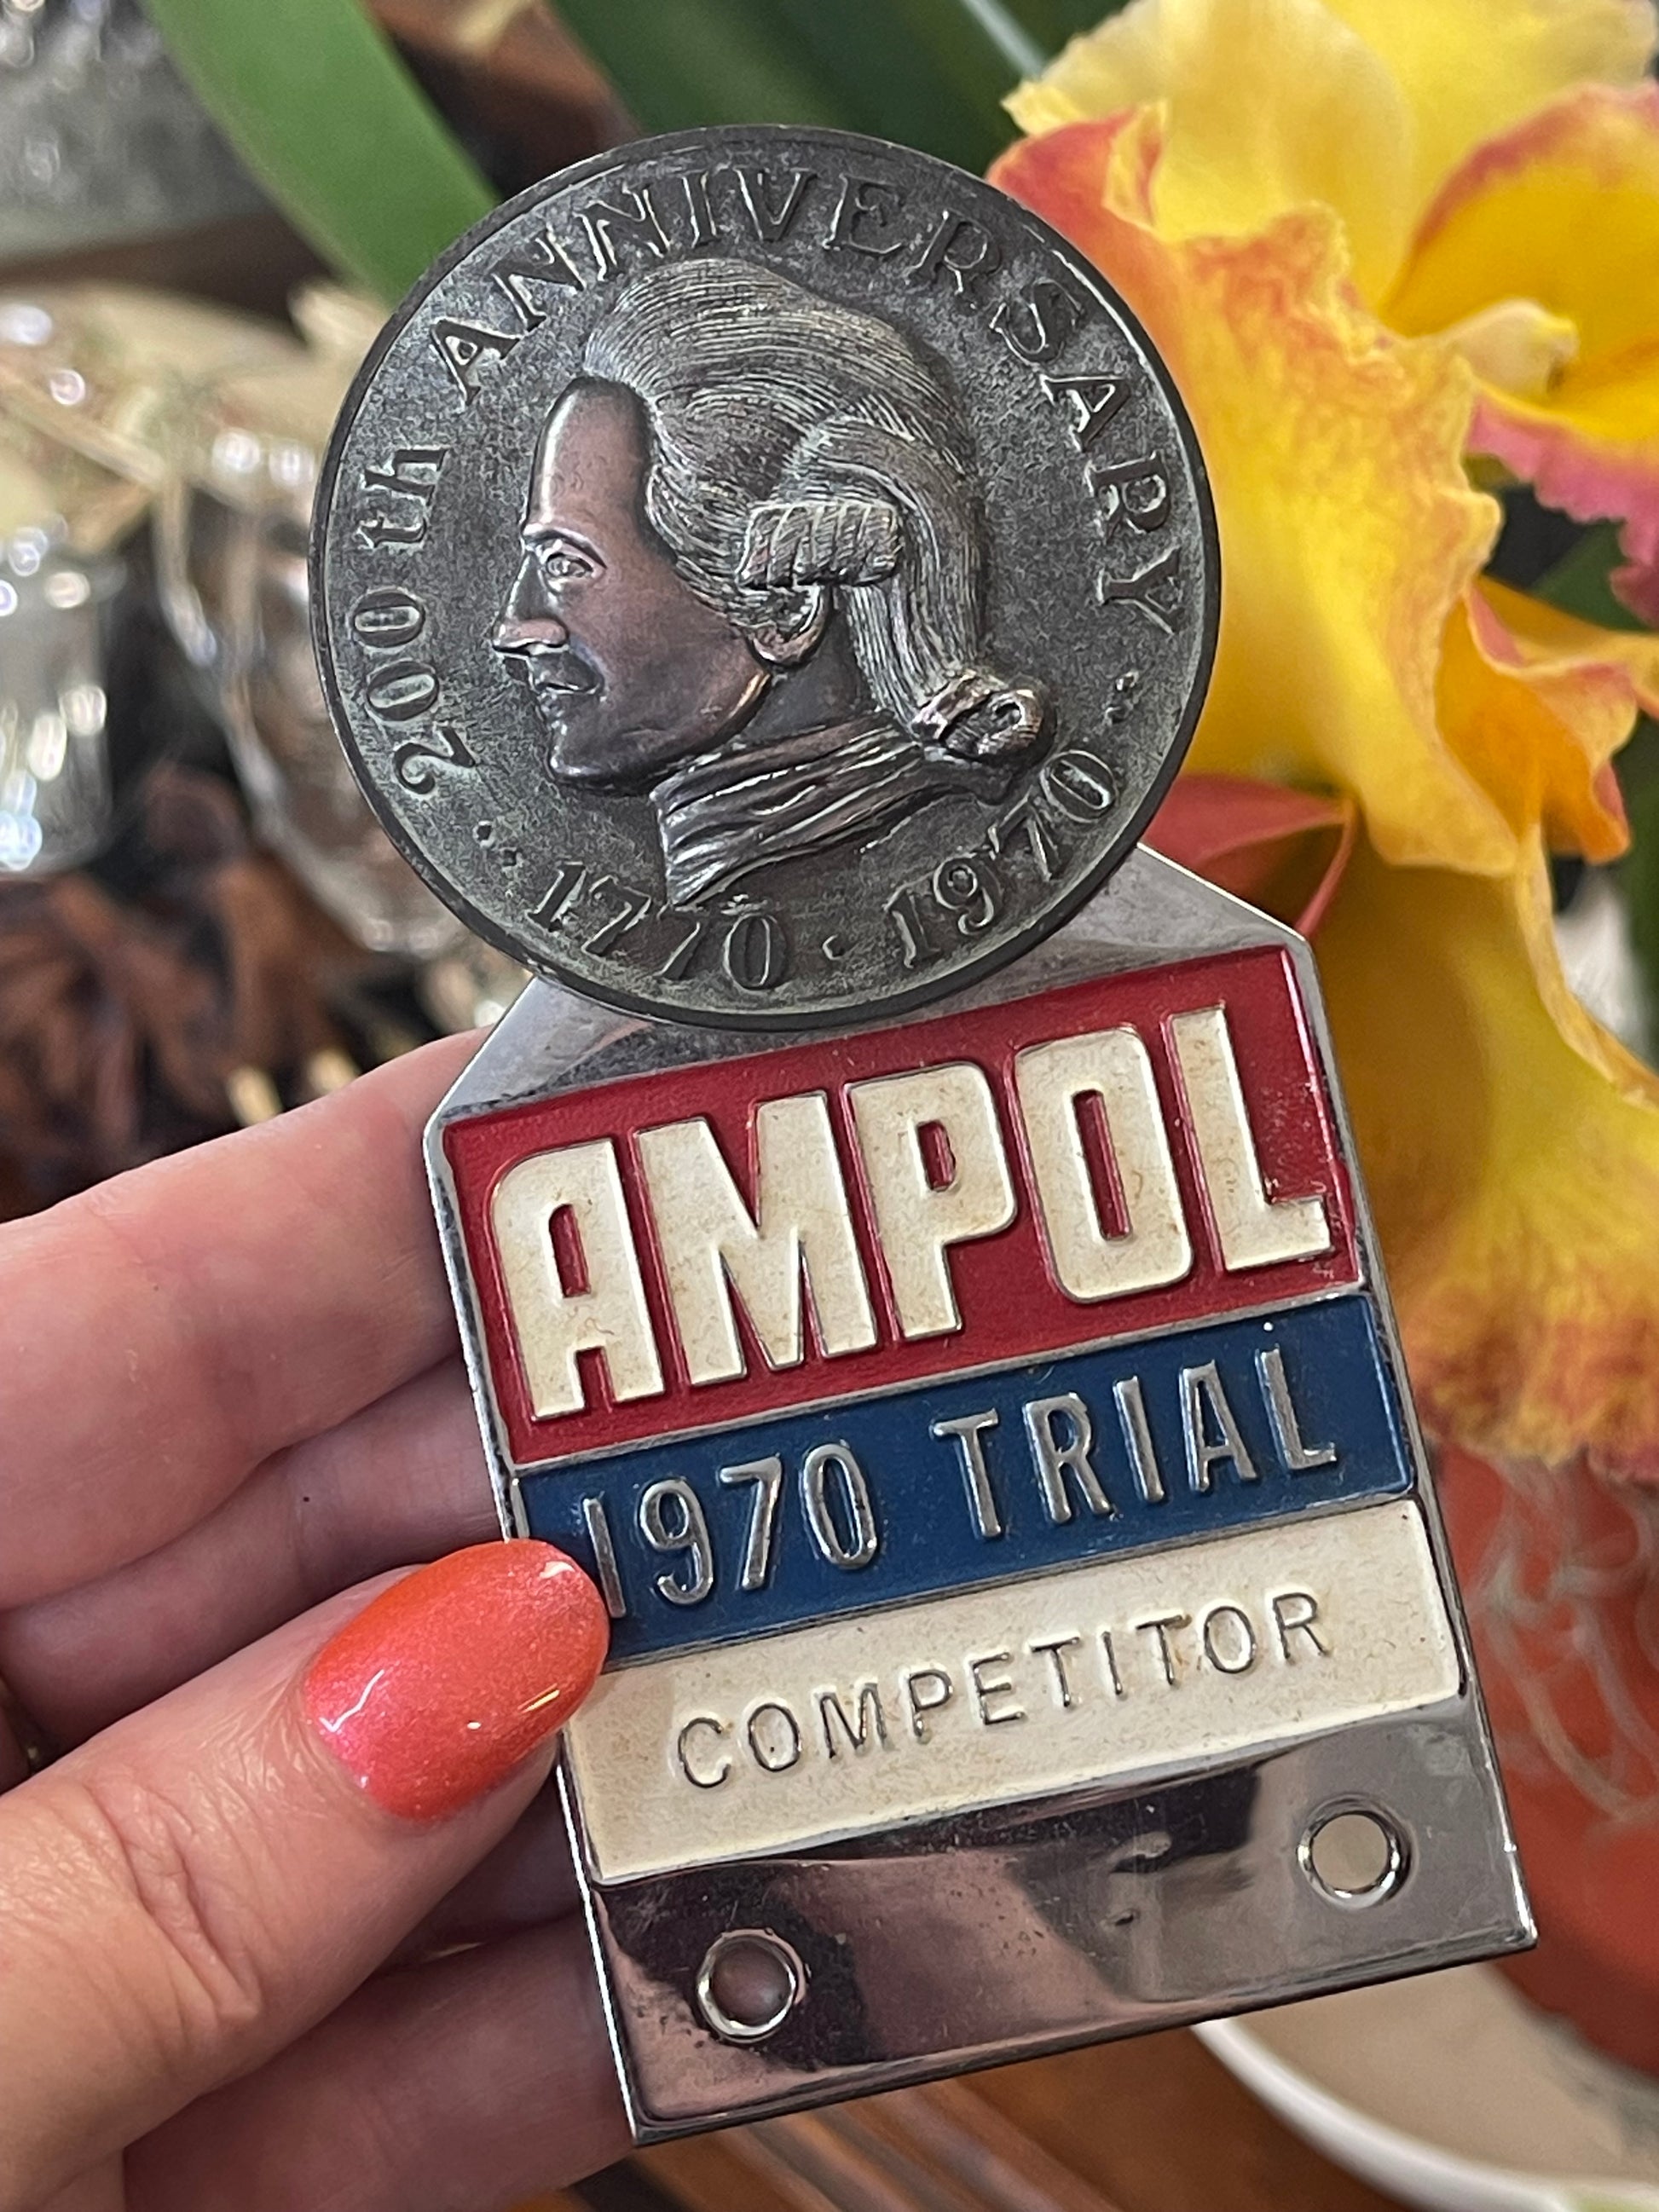 200th ANNIVERSARY
1770 · 1970
AMPOL
1970 TRIAL
COMPETITOR